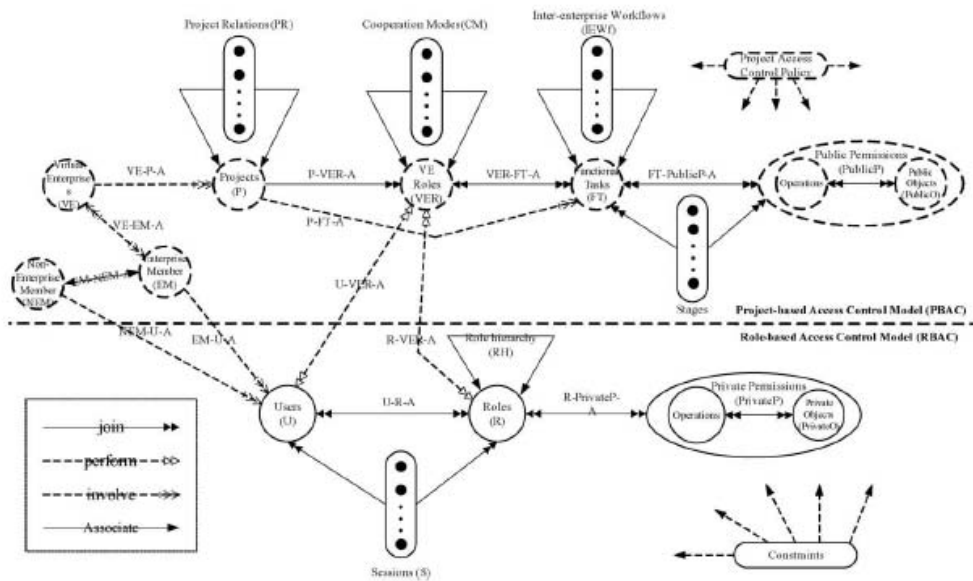 Project Relations (PR)
Cooperation Modes (CM)
Inter-enterprise Workflows
(IEWf)
Project Access
Control Policy
Virtual
Enterprise
s
(VE)
VE-P-A
Projects
(P)
P-VER-A
VE
Roles
(VER)
VER-FT-A
Functional
Tasks
(FT)
FT-PublicP-A
Public Permissions
(PublicP)
Operations
Public
Objects
(PublicO)
P-FT-A
VE-EM-A
Enterprise
Member
(EM)
Non-
Enterprise
Member
(NEM)
EM-NEM-A
U-VER-A
Stages
Project-based Access Control Model (PBAC)
Role-based Access Control Model (RBAC)
NEM-U-A
EM-U-A
R-VER-A
Role hierarchy
(RH)
Users
(U)
U-R-A
Roles
(R)
R-PrivateP-
A
Private Permissions
(PrivateP)
Operations
Private
Objects
(PrivateO)
join
perform
involve
Associate
Sessions (S)
Constraints